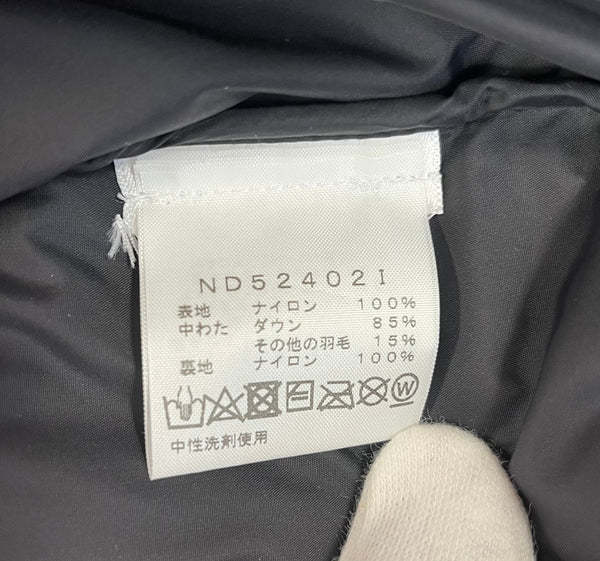 ND52402I
表地 ナイロン 100%
中わた ダウン 85%
その他の羽毛 15%
裏地 ナイロン 100%
中性洗剤使用